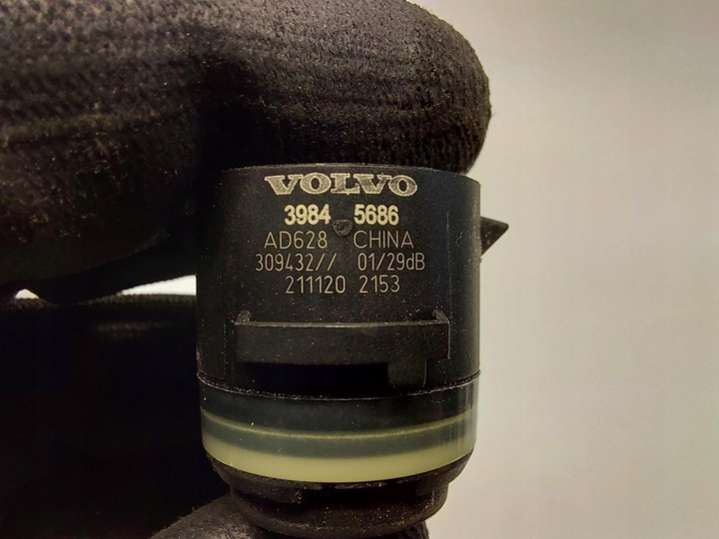 VOLVO
3984 5686
AD628 CHINA
309432// 01/29dB
211120 2153